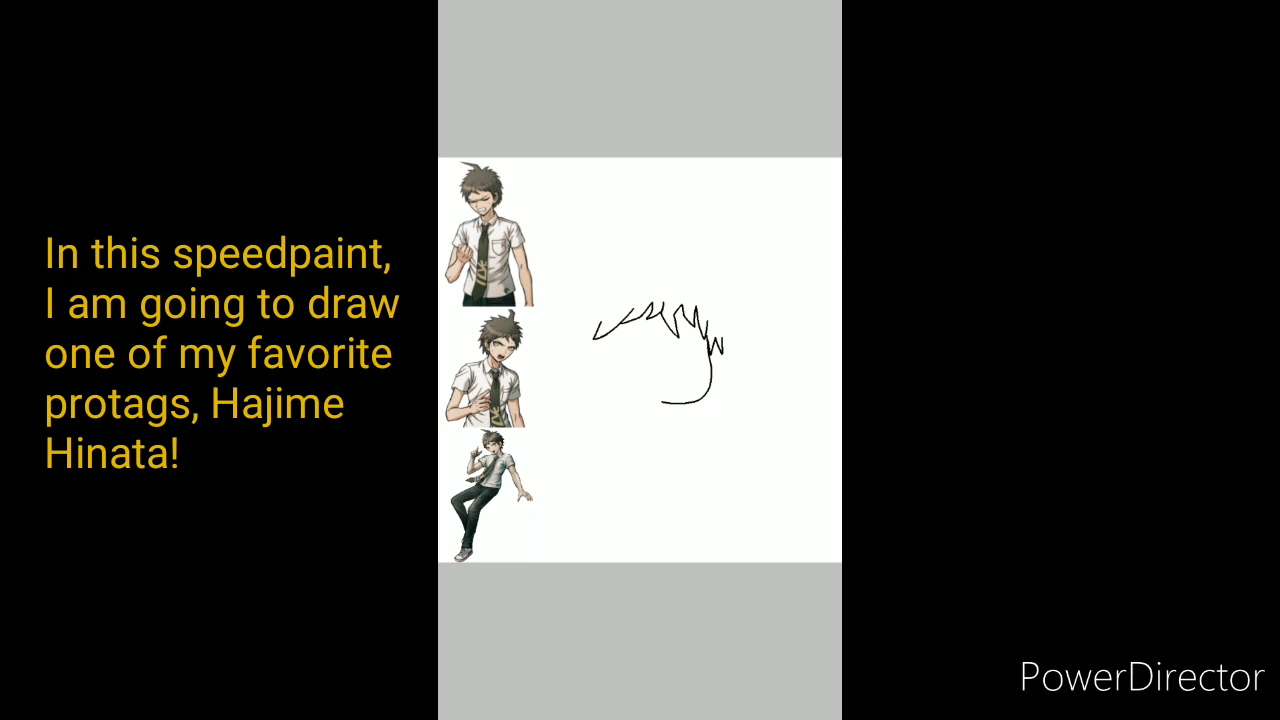 In this speedpaint,
I am going to draw
one of my favorite
protags, Hajime
Hinata!
PowerDirector